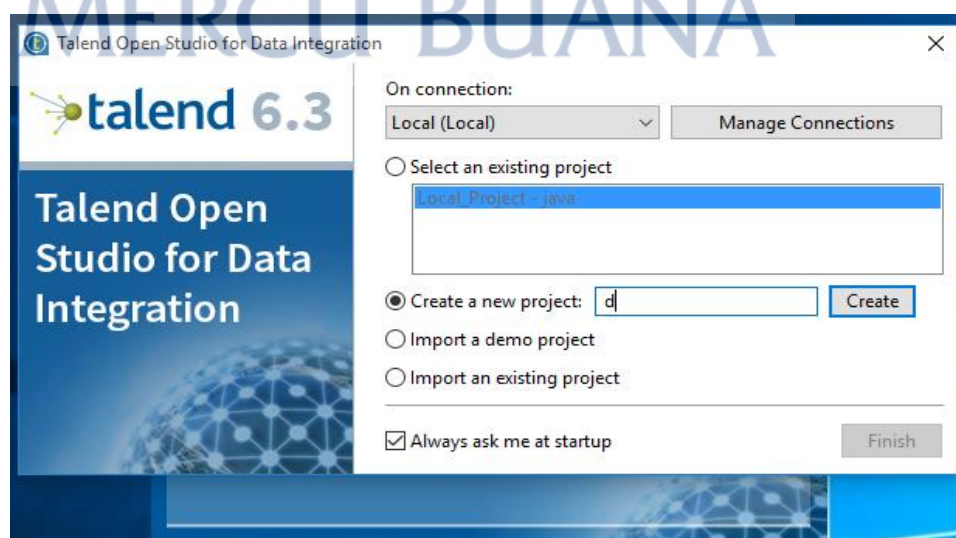 MERCU BUANA
Talend Open Studio for Data Integration
talend 6.3
Talend Open
Studio for Data
Integration
On connection:
Local (Local)
Manage Connections
Select an existing project
Local_Project - java
Create a new project: d Create
Import a demo project
Import an existing project
Always ask me at startup
Finish